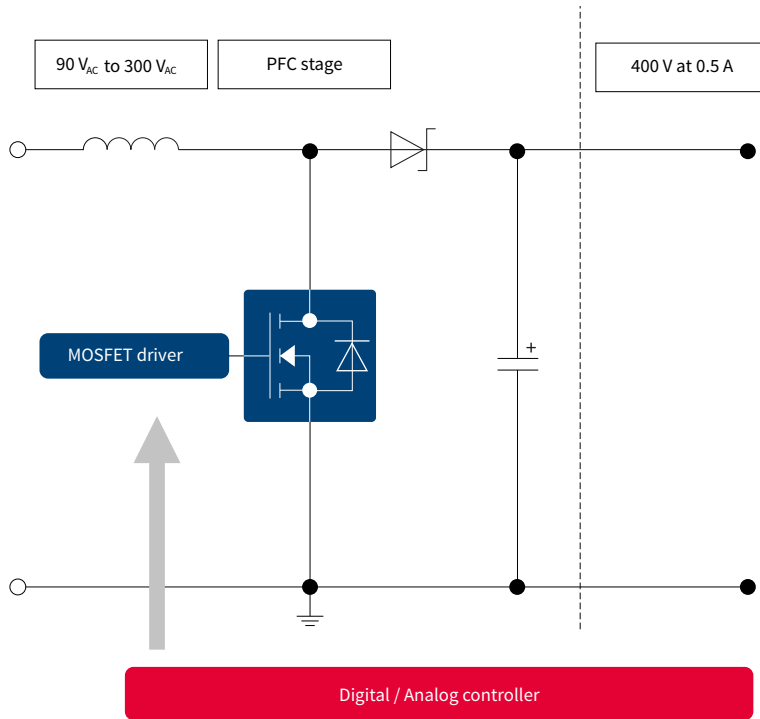 90 VAC to 300 VAC
PFC stage
400 V at 0.5 A
MOSFET driver
+
Digital / Analog controller